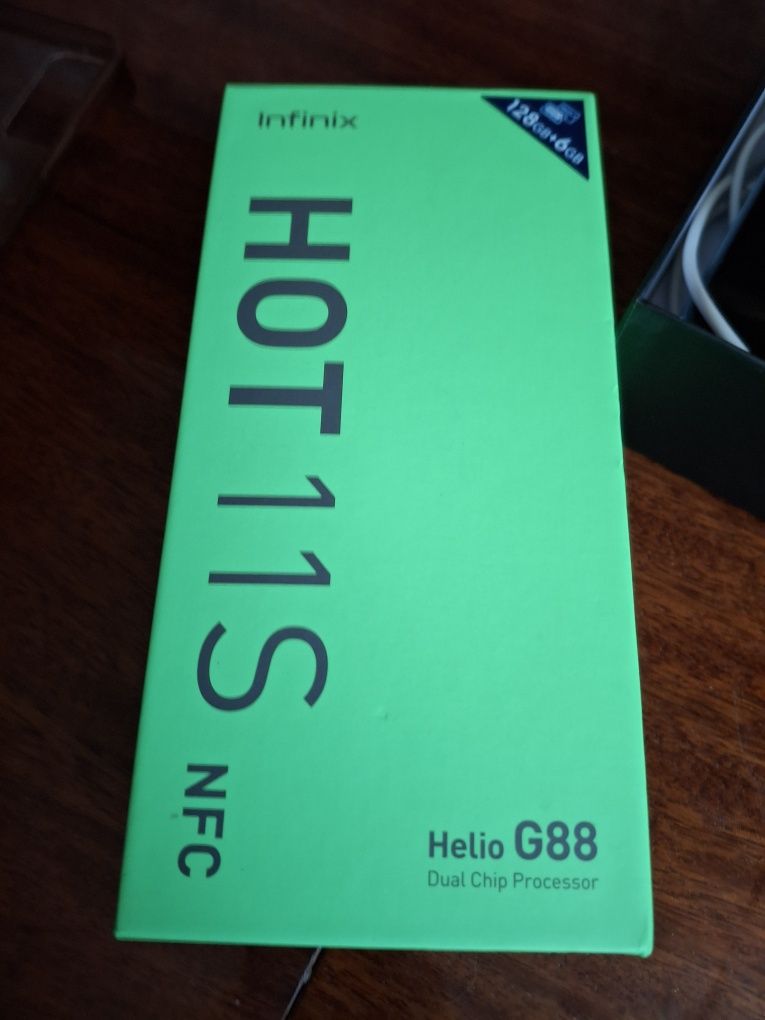 Infinix
128GB+6GB
HOT 11S NFC
Helio G88
Dual Chip Processor